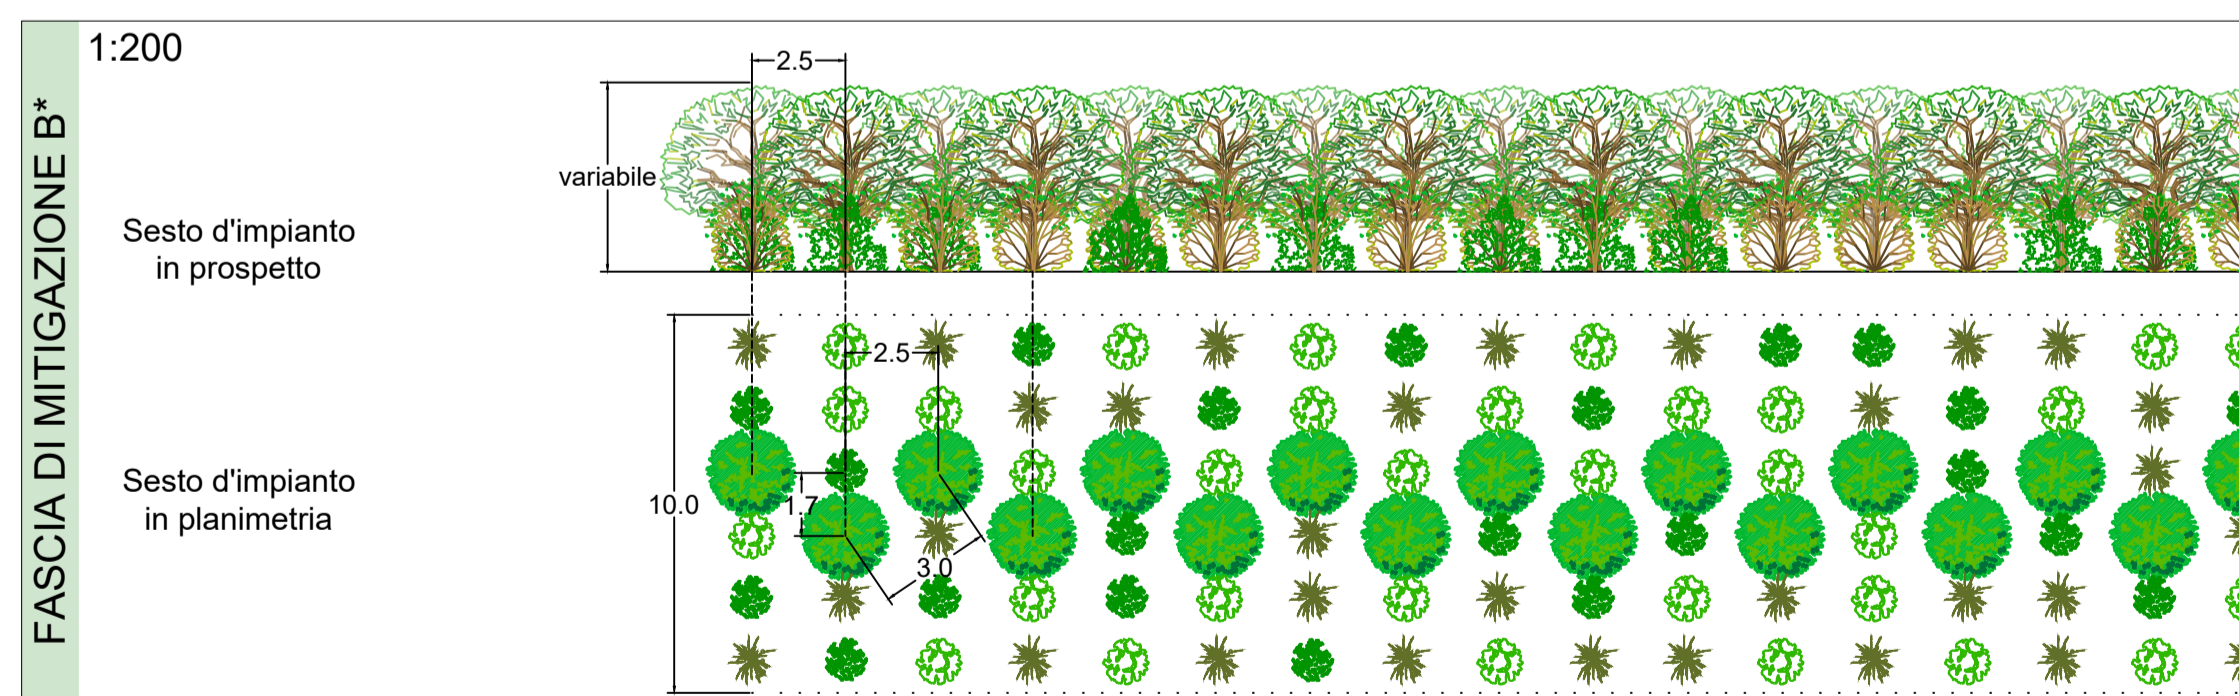 FASCIA DI MITIGAZIONE B*
1:200
2.5
variabile
Sesto d'impianto
in prospetto
2.5
Sesto d'impianto
in planimetria
10.0
1.7
3.0